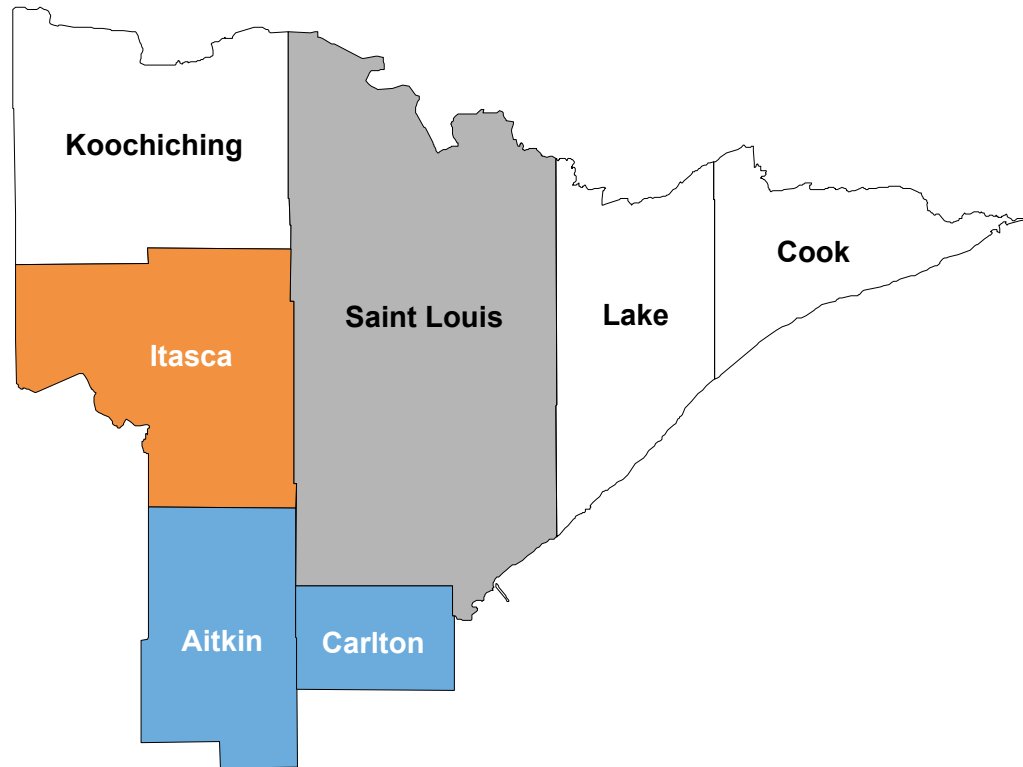 Koochiching
Cook
Saint Louis
Lake
Itasca
Aitkin
Carlton